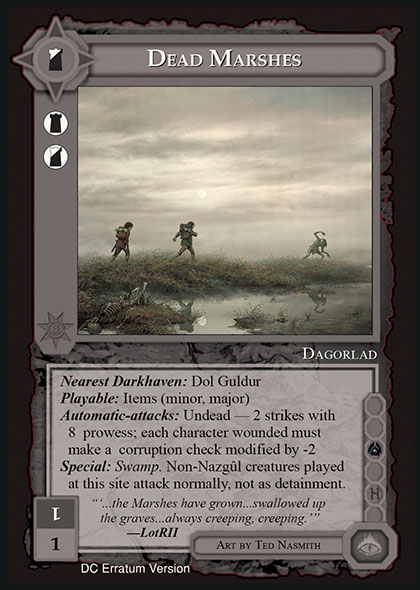 Dead Marshes
Dagorlad
Nearest Darkhaven: Dol Guldur
Playable: Items (minor, major)
Automatic-attacks: Undead — 2 strikes with
8 prowess; each character wounded must
make a corruption check modified by -2
Special: Swamp. Non-Nazgûl creatures played
at this site attack normally, not as detainment.
“‘...the Marshes have grown...swallowed up
the graves...always creeping, creeping.’”
—LotRII
1
1
Art by Ted Nasmith
DC Erratum Version